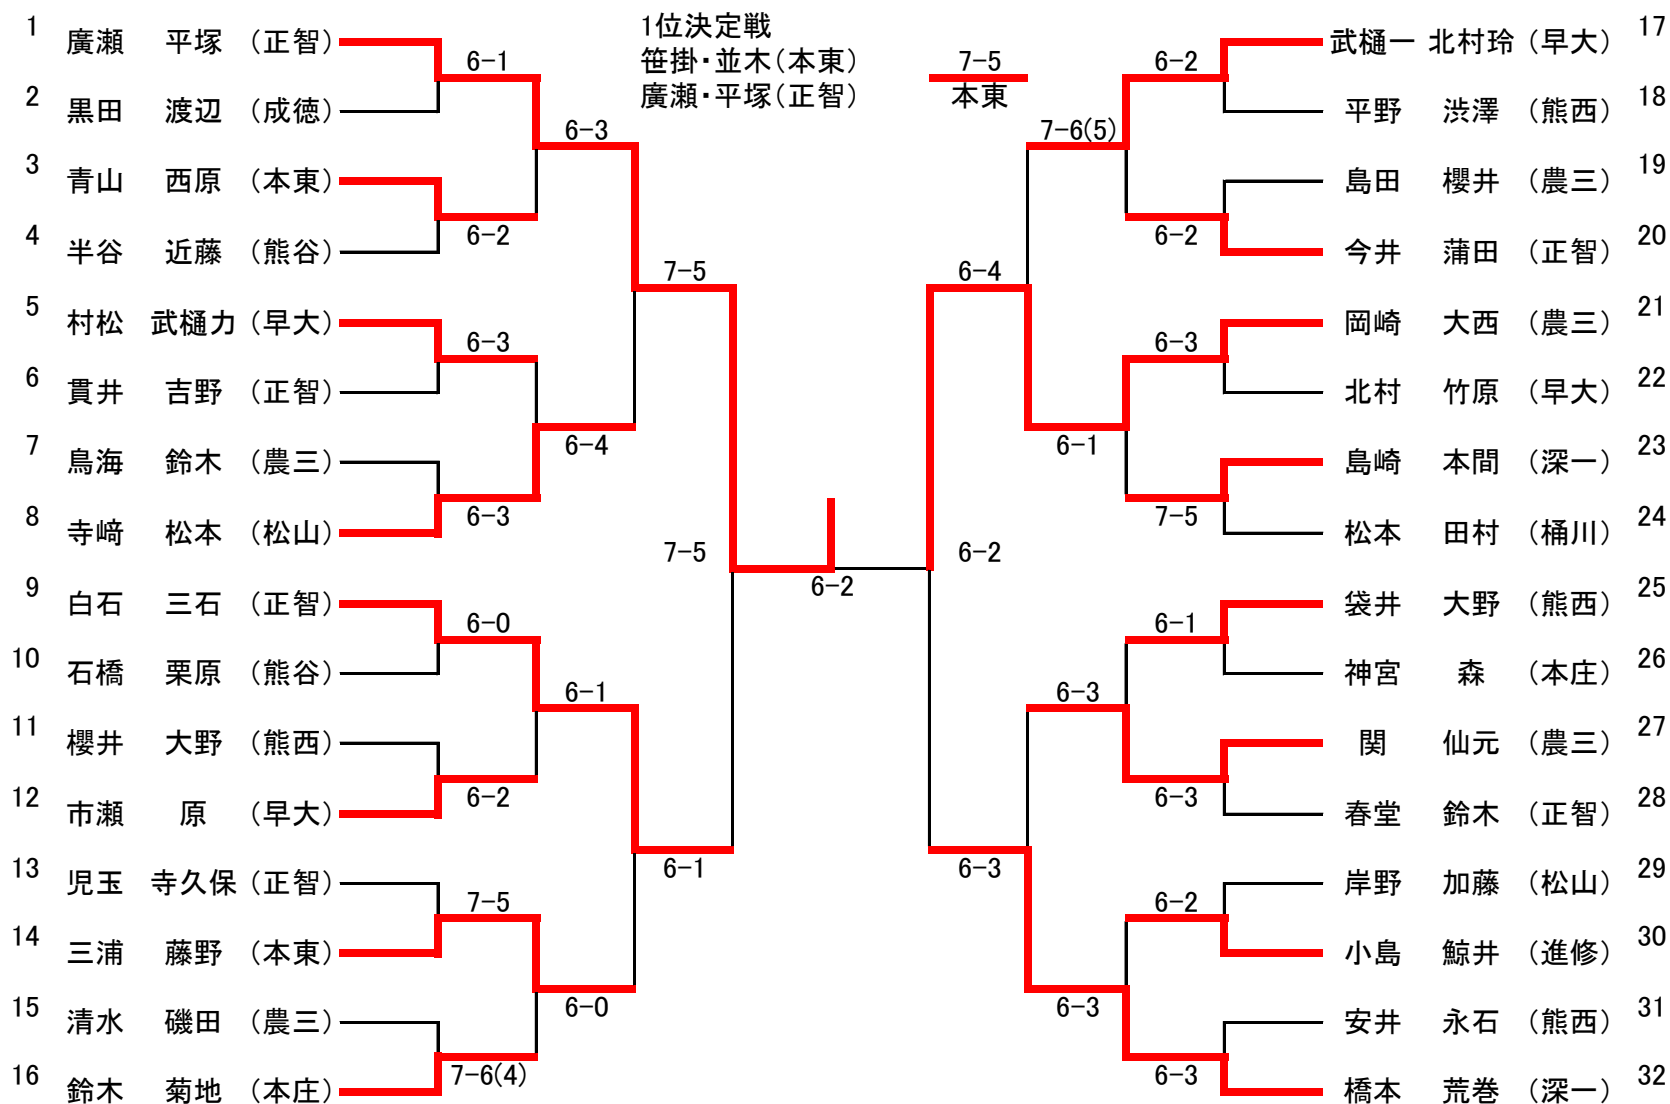 1位決定戦
笹掛・並木(本東)
廣瀬・平塚(正智)
7-5
本東
1 廣瀬 平塚 (正智)
2 黒田 渡辺 (成徳)
3 青山 西原 (本東)
4 半谷 近藤 (熊谷)
5 村松 武樋力 (早大)
6 貫井 吉野 (正智)
7 鳥海 鈴木 (農三)
8 寺﨑 松本 (松山)
9 白石 三石 (正智)
10 石橋 栗原 (熊谷)
11 櫻井 大野 (熊西)
12 市瀬 原 (早大)
13 児玉 寺久保 (正智)
14 三浦 藤野 (本東)
15 清水 磯田 (農三)
16 鈴木 菊地 (本庄)
6-1
6-2
6-3
6-3
6-0
6-2
7-5
7-6(4)
6-3
6-4
6-1
6-0
7-5
6-1
7-5
6-2
6-2
6-4
6-3
7-6(5)
6-1
6-3
6-3
6-2
6-2
6-3
7-5
6-1
6-3
6-2
6-3
武樋一 北村玲 (早大) 17
平野 渋澤 (熊西) 18
島田 櫻井 (農三) 19
今井 蒲田 (正智) 20
岡崎 大西 (農三) 21
北村 竹原 (早大) 22
島崎 本間 (深一) 23
松本 田村 (桶川) 24
袋井 大野 (熊西) 25
神宮 森 (本庄) 26
関 仙元 (農三) 27
春堂 鈴木 (正智) 28
岸野 加藤 (松山) 29
小島 鯨井 (進修) 30
安井 永石 (熊西) 31
橋本 荒巻 (深一) 32